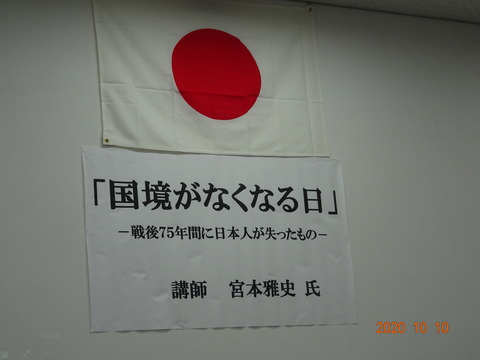 「国境がなくなる日」
－戦後75年間に日本人が失ったもの－
講師　宮本雅史 氏
2020 10 10